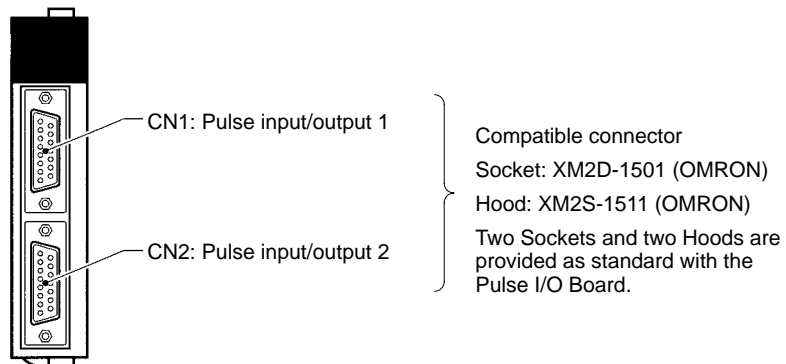 CN1: Pulse input/output 1
CN2: Pulse input/output 2
Compatible connector
Socket: XM2D-1501 (OMRON)
Hood: XM2S-1511 (OMRON)
Two Sockets and two Hoods are
provided as standard with the
Pulse I/O Board.